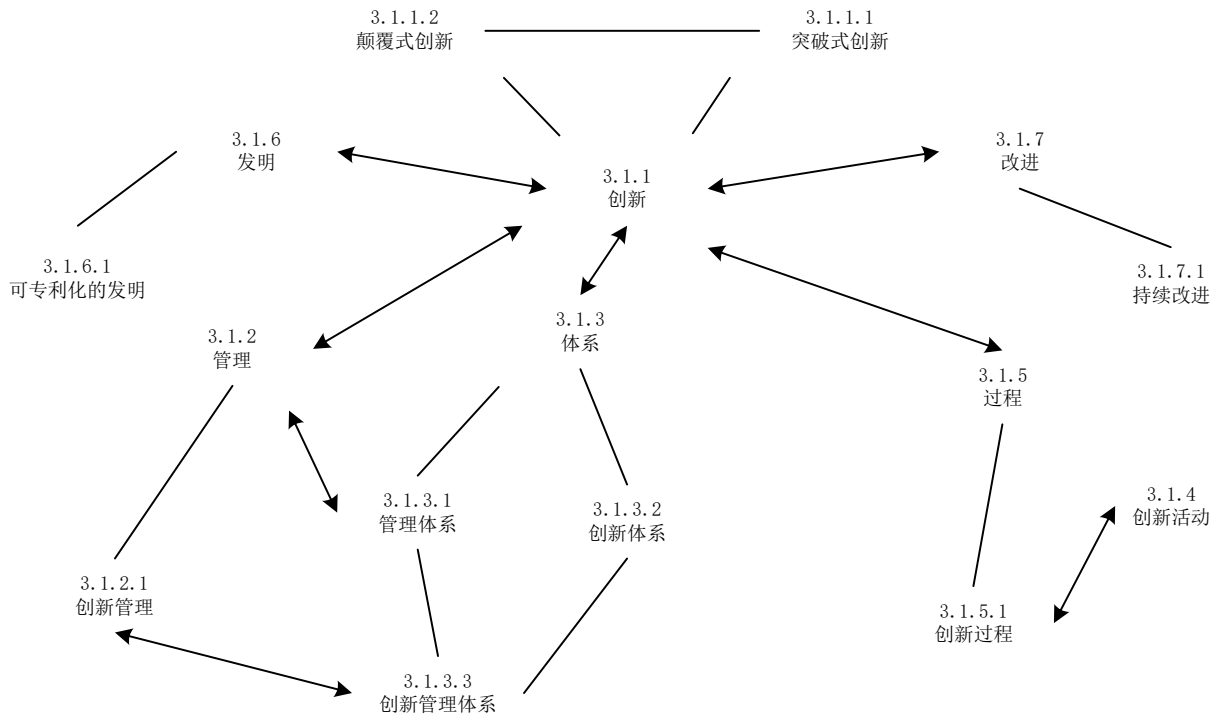 3.1.1.2
颠覆式创新
3.1.1.1
突破式创新
3.1.6
发明
3.1.7
改进
3.1.1
创新
3.1.6.1
可专利化的发明
3.1.7.1
持续改进
3.1.3
体系
3.1.2
管理
3.1.5
过程
3.1.3.1
管理体系
3.1.3.2
创新体系
3.1.4
创新活动
3.1.2.1
创新管理
3.1.5.1
创新过程
3.1.3.3
创新管理体系